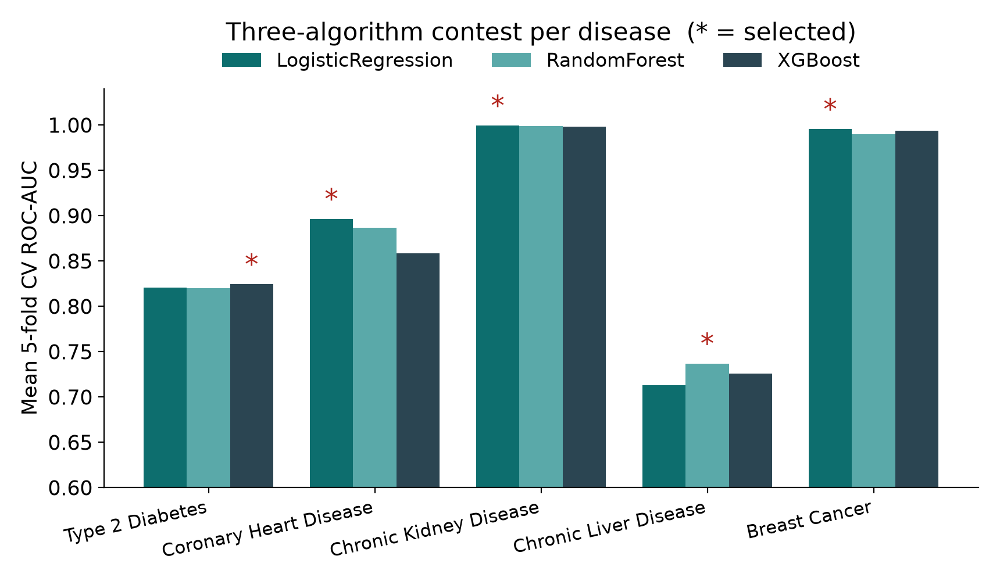 Three-algorithm contest per disease  (* = selected)
LogisticRegression RandomForest XGBoost
*
*
*
*
*
Mean 5-fold CV ROC-AUC
1.00
0.95
0.90
0.85
0.80
0.75
0.70
0.65
0.60
Type 2 Diabetes
Coronary Heart Disease
Chronic Kidney Disease
Chronic Liver Disease
Breast Cancer